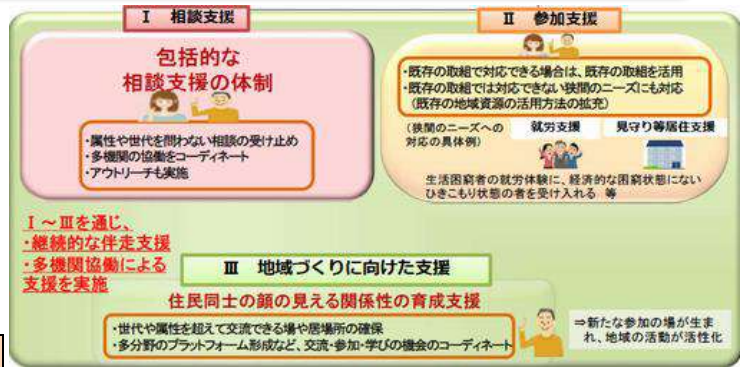 Ⅰ 相談支援
包括的な
相談支援の体制
・属性や世代を問わない相談の受け止め
・多機関の協働をコーディネート
・アウトリーチも実施
Ⅱ 参加支援
・既存の取組で対応できる場合は、既存の取組を活用
・既存の取組では対応できない狭間のニーズにも対応
（既存の地域資源の活用方法の拡充）
（狭間のニーズへの
対応の具体例）
就労支援
見守り等居住支援
生活困窮者の就労体験に、経済的な困窮状態にない
ひきこもり状態の者を受け入れる 等
Ⅰ～Ⅲを通じ、
・継続的な伴走支援
・多機関協働による
支援を実施
Ⅲ 地域づくりに向けた支援
住民同士の顔の見える関係性の育成支援
・世代や属性を超えて交流できる場や居場所の確保
・多分野のプラットフォーム形成など、交流・参加・学びの機会のコーディネート
⇒新たな参加の場が生ま
れ、地域の活動が活性化